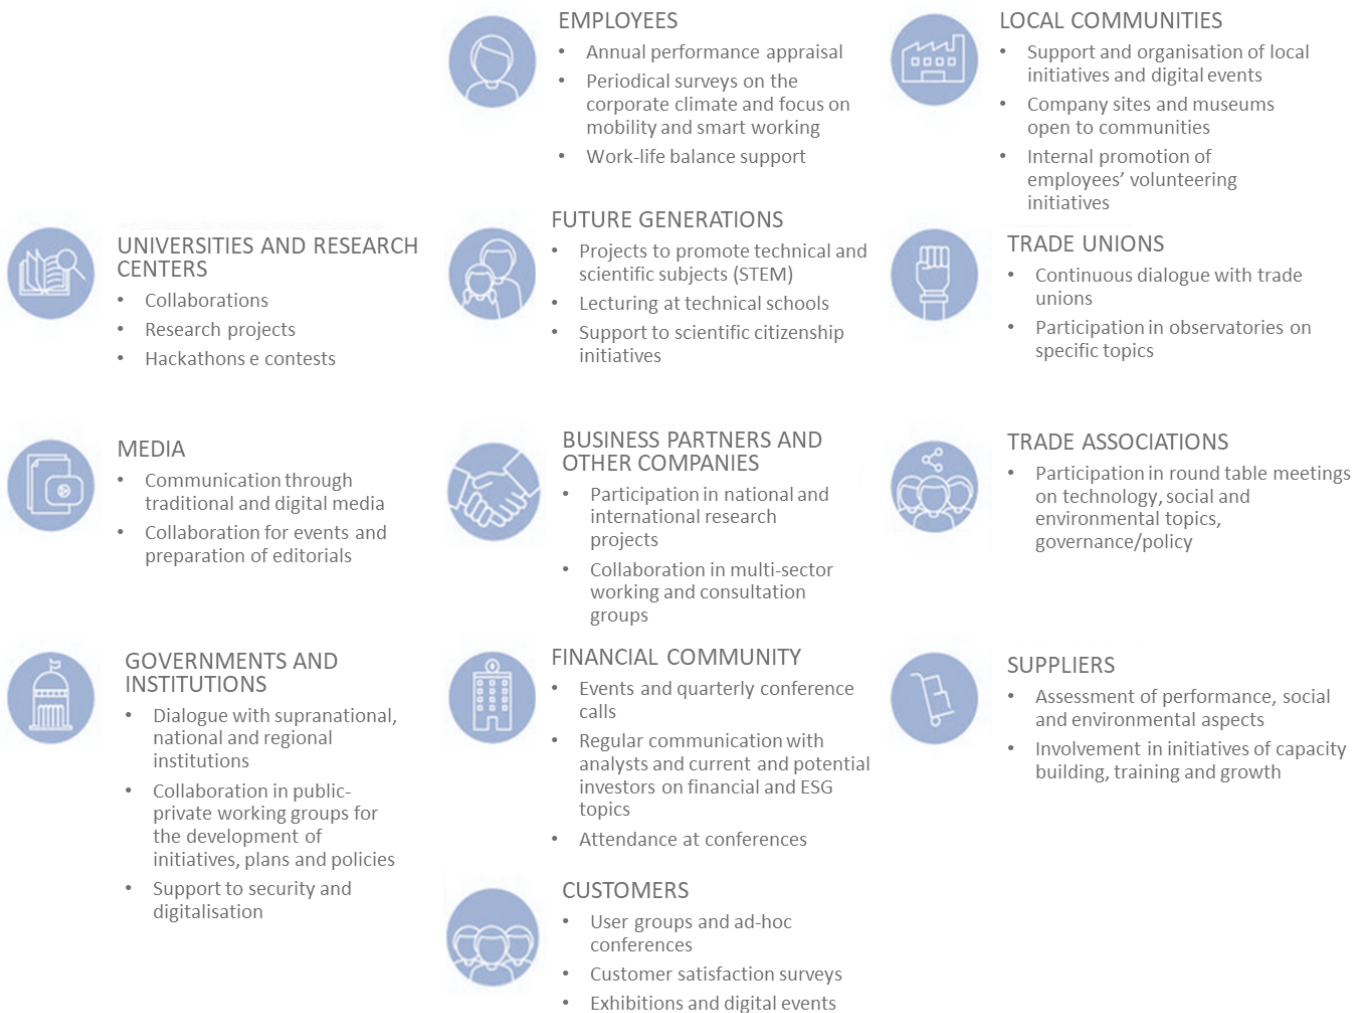 EMPLOYEES
• Annual performance appraisal
• Periodical surveys on the
corporate climate and focus on
mobility and smart working
• Work-life balance support
LOCAL COMMUNITIES
• Support and organisation of local
initiatives and digital events
• Company sites and museums
open to communities
• Internal promotion of
employees’ volunteering
initiatives
UNIVERSITIES AND RESEARCH
CENTERS
• Collaborations
• Research projects
• Hackathons e contests
FUTURE GENERATIONS
• Projects to promote technical and
scientific subjects (STEM)
• Lecturing at technical schools
• Support to scientific citizenship
initiatives
TRADE UNIONS
• Continuous dialogue with trade
unions
• Participation in observatories on
specific topics
MEDIA
• Communication through
traditional and digital media
• Collaboration for events and
preparation of editorials
BUSINESS PARTNERS AND
OTHER COMPANIES
• Participation in national and
international research
projects
• Collaboration in multi-sector
working and consultation
groups
TRADE ASSOCIATIONS
• Participation in round table meetings
on technology, social and
environmental topics,
governance/policy
GOVERNMENTS AND
INSTITUTIONS
• Dialogue with supranational,
national and regional
institutions
• Collaboration in public-
private working groups for
the development of
initiatives, plans and policies
• Support to security and
digitalisation
FINANCIAL COMMUNITY
• Events and quarterly conference
calls
• Regular communication with
analysts and current and potential
investors on financial and ESG
topics
• Attendance at conferences
SUPPLIERS
• Assessment of performance, social
and environmental aspects
• Involvement in initiatives of capacity
building, training and growth
CUSTOMERS
• User groups and ad-hoc
conferences
• Customer satisfaction surveys
• Exhibitions and digital events